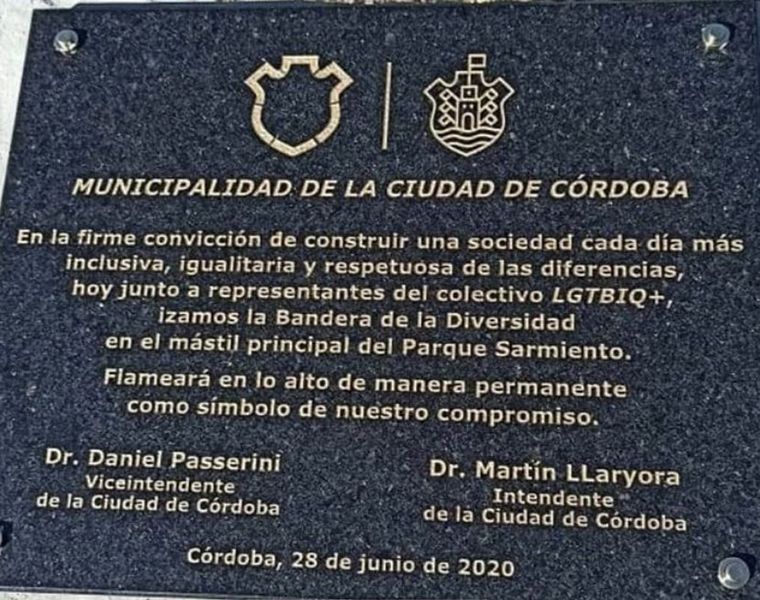 MUNICIPALIDAD DE LA CIUDAD DE CÓRDOBA
En la firme convicción de construir una sociedad cada día más
inclusiva, igualitaria y respetuosa de las diferencias,
hoy junto a representantes del colectivo LGTBIQ+,
izamos la Bandera de la Diversidad
en el mástil principal del Parque Sarmiento.
Flameará en lo alto de manera permanente
como símbolo de nuestro compromiso.
Dr. Daniel Passerini
Viceintendente
de la Ciudad de Córdoba
Dr. Martín LLaryora
Intendente
de la Ciudad de Córdoba
Córdoba, 28 de junio de 2020